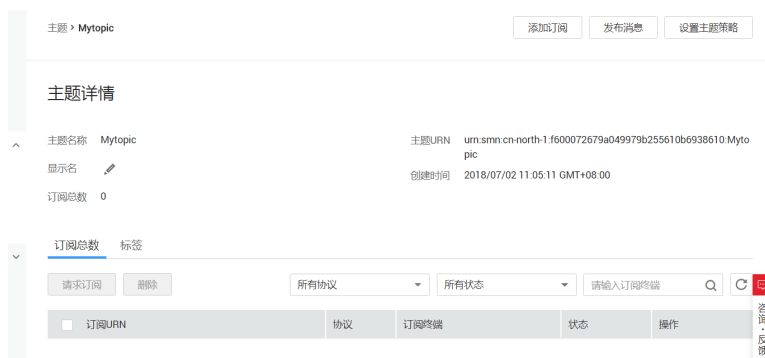 主题 > Mytopic
添加订阅 发布消息 设置主题策略
主题详情
主题名称 Mytopic
主题URN urn:smn:cn-north-1:f600072679a049979b255610b6938610:Myto
pic
显示名
创建时间 2018/07/02 11:05:11 GMT+08:00
订阅总数 0
订阅总数 标签
请求订阅 删除 所有协议 所有状态 请输入订阅终端
订阅URN 协议 订阅终端 状态 操作
咨询·反馈